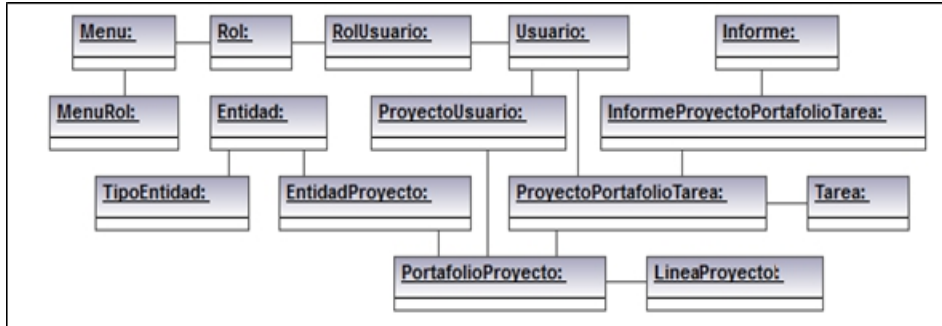 Menu:
Rol:
RolUsuario:
Usuario:
Informe:
MenuRol:
Entidad:
ProyectoUsuario:
InformeProyectoPortafolioTarea:
TipoEntidad:
EntidadProyecto:
ProyectoPortafolioTarea:
Tarea:
PortafolioProyecto:
LineaProyecto: